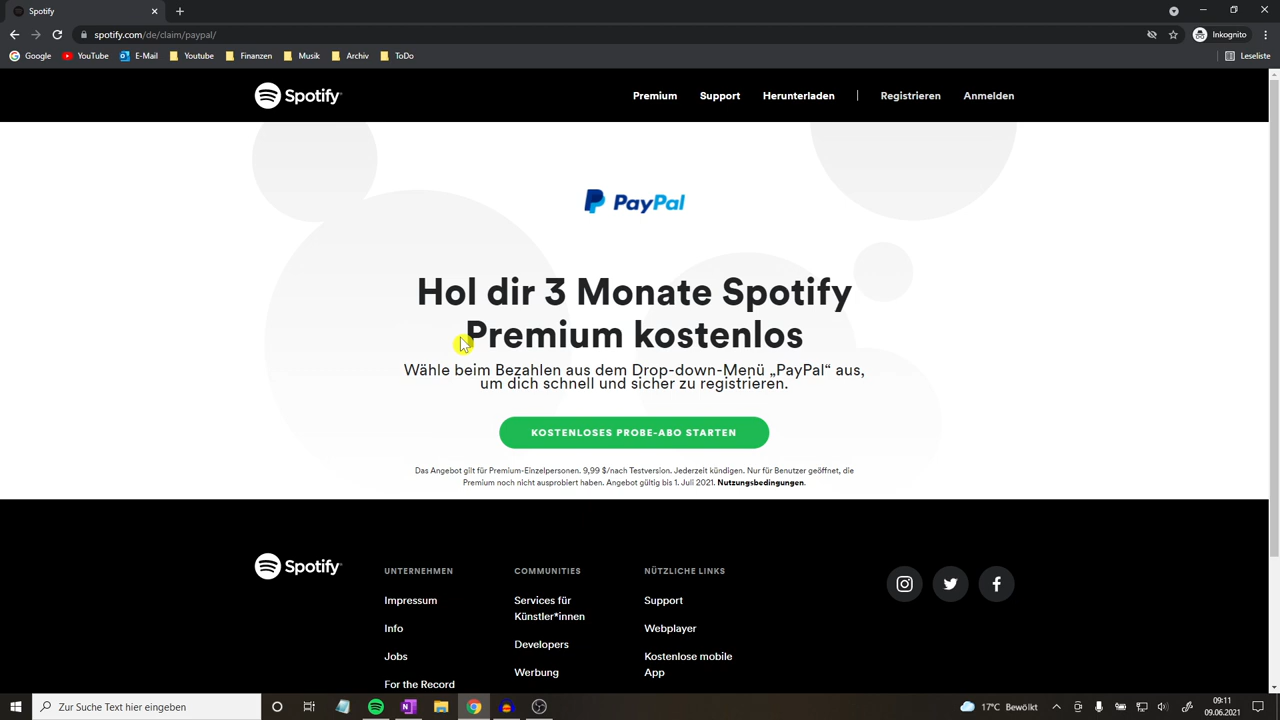 Spotify
spotify.com/de/claim/paypal/
Inkognito
Google YouTube E-Mail Youtube Finanzen Musik Archiv ToDo Leseliste
Spotify Premium Support Herunterladen | Registrieren Anmelden
PayPal
Hol dir 3 Monate Spotify
Premium kostenlos
Wähle beim Bezahlen aus dem Drop-down-Menü „PayPal“ aus,
um dich schnell und sicher zu registrieren.
KOSTENLOSES PROBE-ABO STARTEN
Das Angebot gilt für Premium-Einzelpersonen. 9,99 $/nach Testversion. Jederzeit kündigen. Nur für Benutzer geöffnet, die
Premium noch nicht ausprobiert haben. Angebot gültig bis 1. Juli 2021. Nutzungsbedingungen.
Spotify
UNTERNEHMEN
Impressum
Info
Jobs
For the Record
COMMUNITIES
Services für
Künstler*innen
Developers
Werbung
NÜTZLICHE LINKS
Support
Webplayer
Kostenlose mobile
App
Zur Suche Text hier eingeben
17°C Bewölkt
09:11
09.06.2021